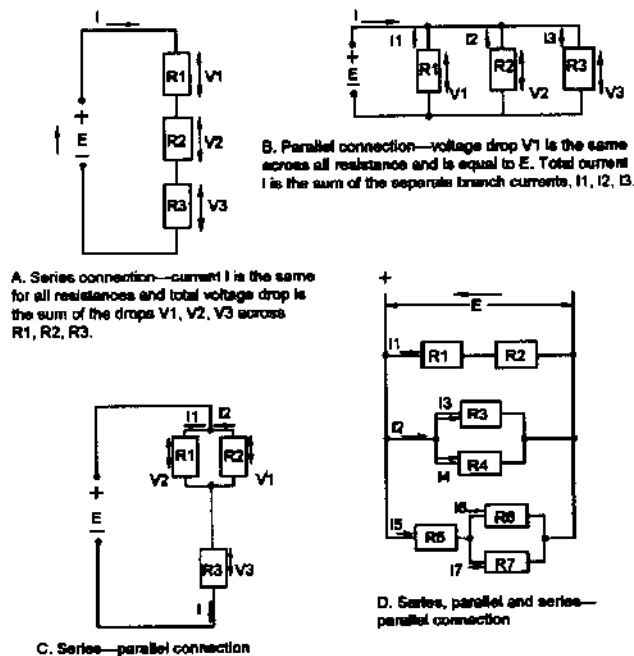 I
R1
V1
+
E
R2
V2
R3
V3
A. Series connection—current I is the same
for all resistances and total voltage drop is
the sum of the drops V1, V2, V3 across
R1, R2, R3.
I
I1
I2
I3
+
E
R1
R2
R3
V1
V2
V3
B. Parallel connection—voltage drop V1 is the same
across all resistance and is equal to E. Total current
I is the sum of the separate branch currents, I1, I2, I3.
I1
I2
R1
R2
V2
V1
+
E
R3
V3
I
C. Series—parallel connection
+
E
I1
R1
R2
I3
R3
I2
R4
I4
I5
R5
I6
R6
I7
R7
D. Series, parallel and series—
parallel connection